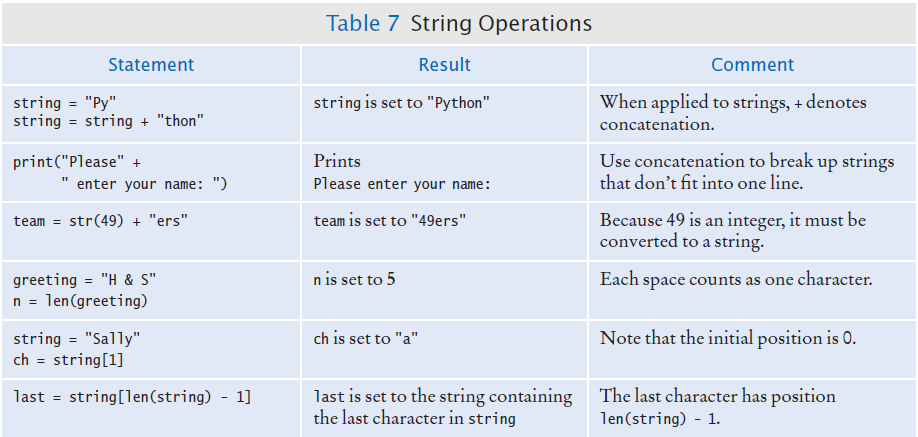 Table 7 String Operations
Statement Result Comment
string = "Py"
string = string + "thon"
string is set to "Python"
When applied to strings, + denotes
concatenation.
print("Please" +
" enter your name: ")
Prints
Please enter your name:
Use concatenation to break up strings
that don’t fit into one line.
team = str(49) + "ers"
team is set to "49ers"
Because 49 is an integer, it must be
converted to a string.
greeting = "H & S"
n = len(greeting)
n is set to 5
Each space counts as one character.
string = "Sally"
ch = string[1]
ch is set to "a"
Note that the initial position is 0.
last = string[len(string) - 1]
last is set to the string containing
the last character in string
The last character has position
len(string) - 1.